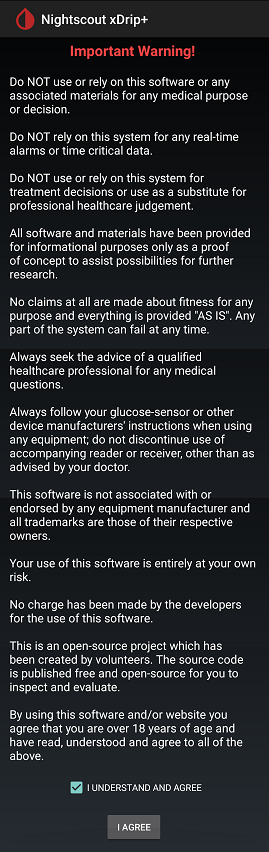 Nightscout xDrip+
Important Warning!
Do NOT use or rely on this software or any
associated materials for any medical purpose
or decision.
Do NOT rely on this system for any real-time
alarms or time critical data.
Do NOT use or rely on this system for
treatment decisions or use as a substitute for
professional healthcare judgement.
All software and materials have been provided
for informational purposes only as a proof
of concept to assist possibilities for further
research.
No claims at all are made about fitness for any
purpose and everything is provided "AS IS". Any
part of the system can fail at any time.
Always seek the advice of a qualified
healthcare professional for any medical
questions.
Always follow your glucose-sensor or other
device manufacturers' instructions when using
any equipment; do not discontinue use of
accompanying reader or receiver, other than as
advised by your doctor.
This software is not associated with or
endorsed by any equipment manufacturer and
all trademarks are those of their respective
owners.
Your use of this software is entirely at your own
risk.
No charge has been made by the developers
for the use of this software.
This is an open-source project which has
been created by volunteers. The source code
is published free and open-source for you to
inspect and evaluate.
By using this software and/or website you
agree that you are over 18 years of age and
have read, understood and agree to all of the
above.
I UNDERSTAND AND AGREE
I AGREE